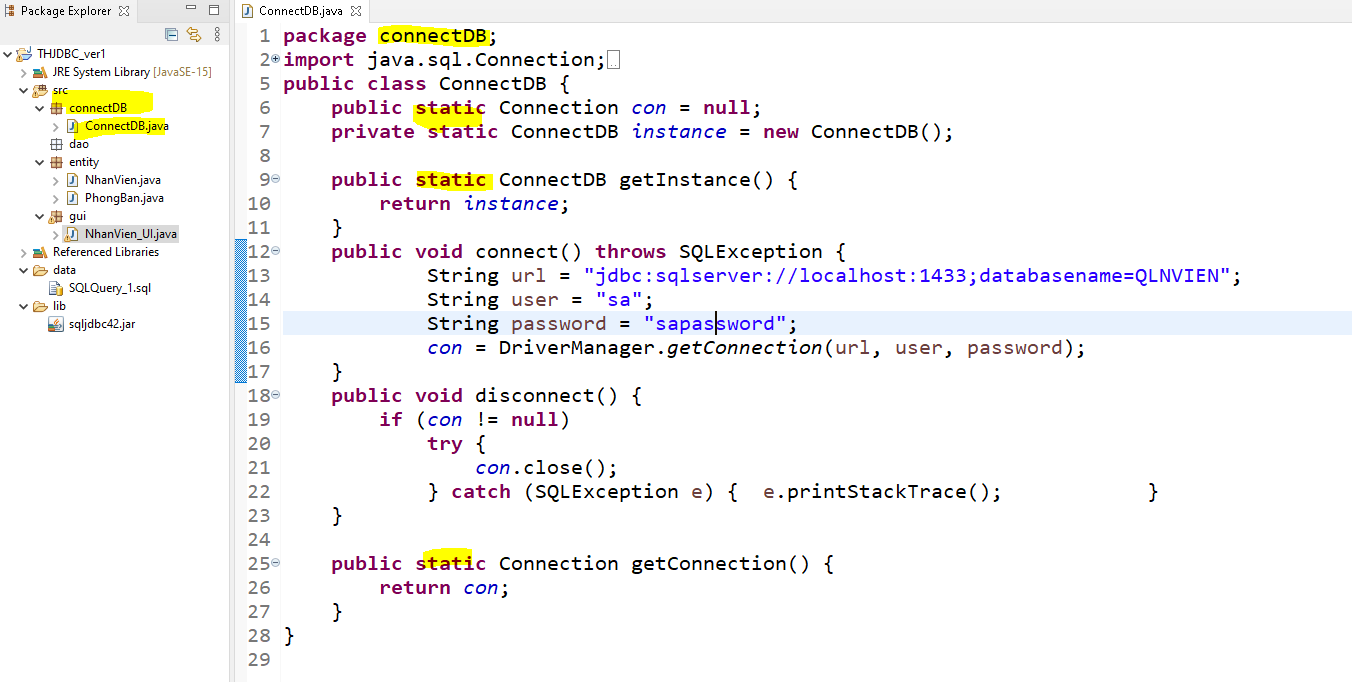 Package Explorer
THJDBC_ver1
JRE System Library [JavaSE-15]
src
connectDB
ConnectDB.java
dao
entity
NhanVien.java
PhongBan.java
gui
NhanVien_UI.java
Referenced Libraries
data
SQLQuery_1.sql
lib
sqljdbc42.jar
ConnectDB.java
1 package connectDB;
2 import java.sql.Connection;
5 public class ConnectDB {
6 public static Connection con = null;
7 private static ConnectDB instance = new ConnectDB();
8
9 public static ConnectDB getInstance() {
10 return instance;
11 }
12 public void connect() throws SQLException {
13 String url = "jdbc:sqlserver://localhost:1433;databasename=QLNVIEN";
14 String user = "sa";
15 String password = "sapassword";
16 con = DriverManager.getConnection(url, user, password);
17 }
18 public void disconnect() {
19 if (con != null)
20 try {
21 con.close();
22 } catch (SQLException e) { e.printStackTrace(); }
23 }
24
25 public static Connection getConnection() {
26 return con;
27 }
28 }
29